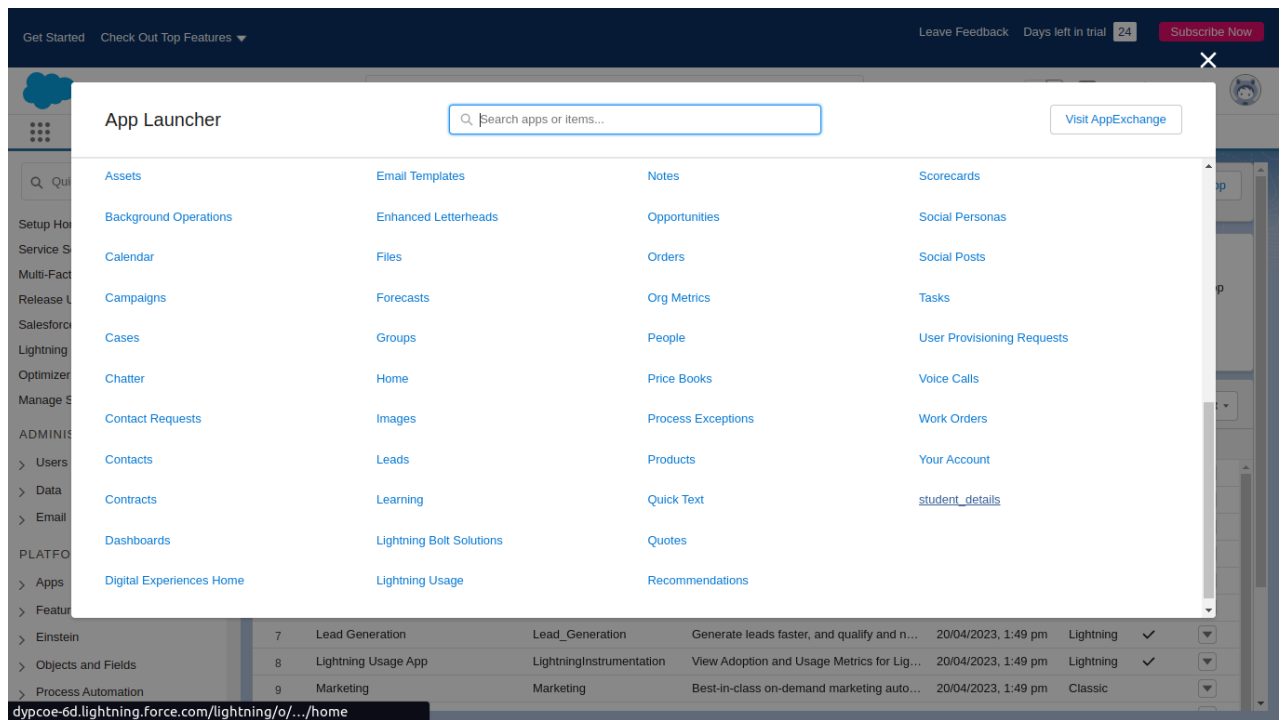 Get Started Check Out Top Features Leave Feedback Days left in trial 24 Subscribe Now
App Launcher Search apps or items... Visit AppExchange
Assets Email Templates Notes Scorecards
Background Operations Enhanced Letterheads Opportunities Social Personas
Calendar Files Orders Social Posts
Campaigns Forecasts Org Metrics Tasks
Cases Groups People User Provisioning Requests
Chatter Home Price Books Voice Calls
Contact Requests Images Process Exceptions Work Orders
Contacts Leads Products Your Account
Contracts Learning Quick Text student_details
Dashboards Lightning Bolt Solutions Quotes
Digital Experiences Home Lightning Usage Recommendations
Setup
Service
Multi-Fact
Release
Salesforce
Lightning
Optimizer
Manage
ADMINIS
Users
Data
Email
PLATFO
Apps
Featur
Einstein
Objects and Fields
Process Automation
7 Lead Generation Lead_Generation Generate leads faster, and qualify and n... 20/04/2023, 1:49 pm Lightning
8 Lightning Usage App LightningInstrumentation View Adoption and Usage Metrics for Lig... 20/04/2023, 1:49 pm Lightning
9 Marketing Marketing Best-in-class on-demand marketing auto... 20/04/2023, 1:49 pm Classic
dypcoe-6d.lightning.force.com/lightning/o/.../home